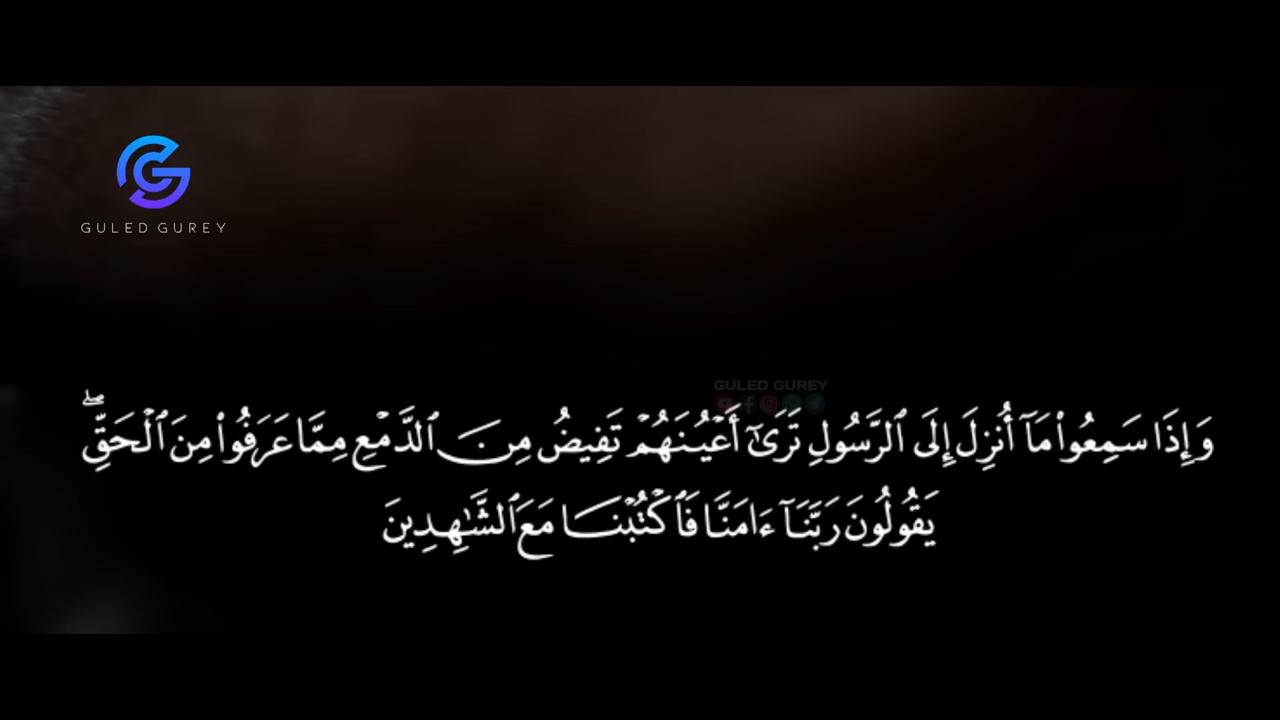 GULED GUREY
GULED GUREY
وَإِذَا سَمِعُوا۟ مَآ أُنزِلَ إِلَى ٱلرَّسُولِ تَرَىٰٓ أَعْيُنَهُمْ تَفِيضُ مِنَ ٱلدَّمْعِ مِمَّا عَرَفُوا۟ مِنَ ٱلْحَقِّ ۖ
يَقُولُونَ رَبَّنَآ ءَامَنَّا فَٱكْتُبْنَا مَعَ ٱلشَّٰهِدِينَ